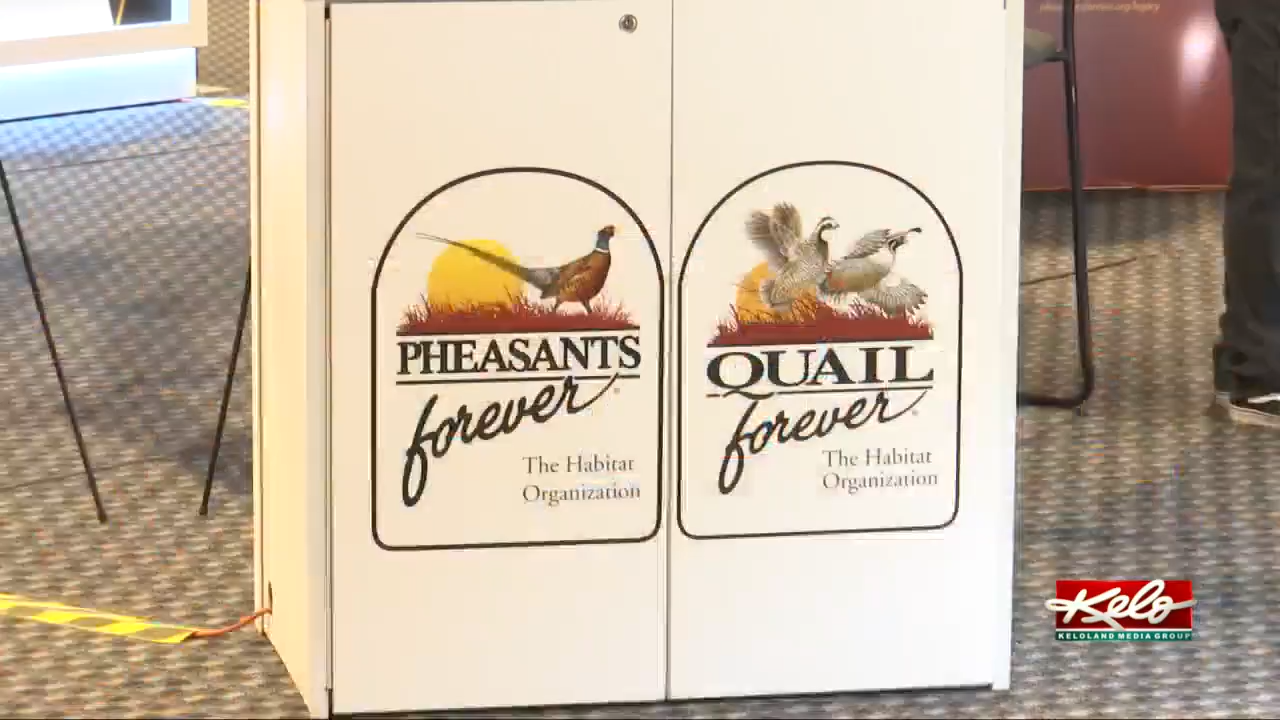 PHEASANTS
forever
The Habitat
Organization
QUAIL
forever
The Habitat
Organization
Kelo
KELOLAND MEDIA GROUP